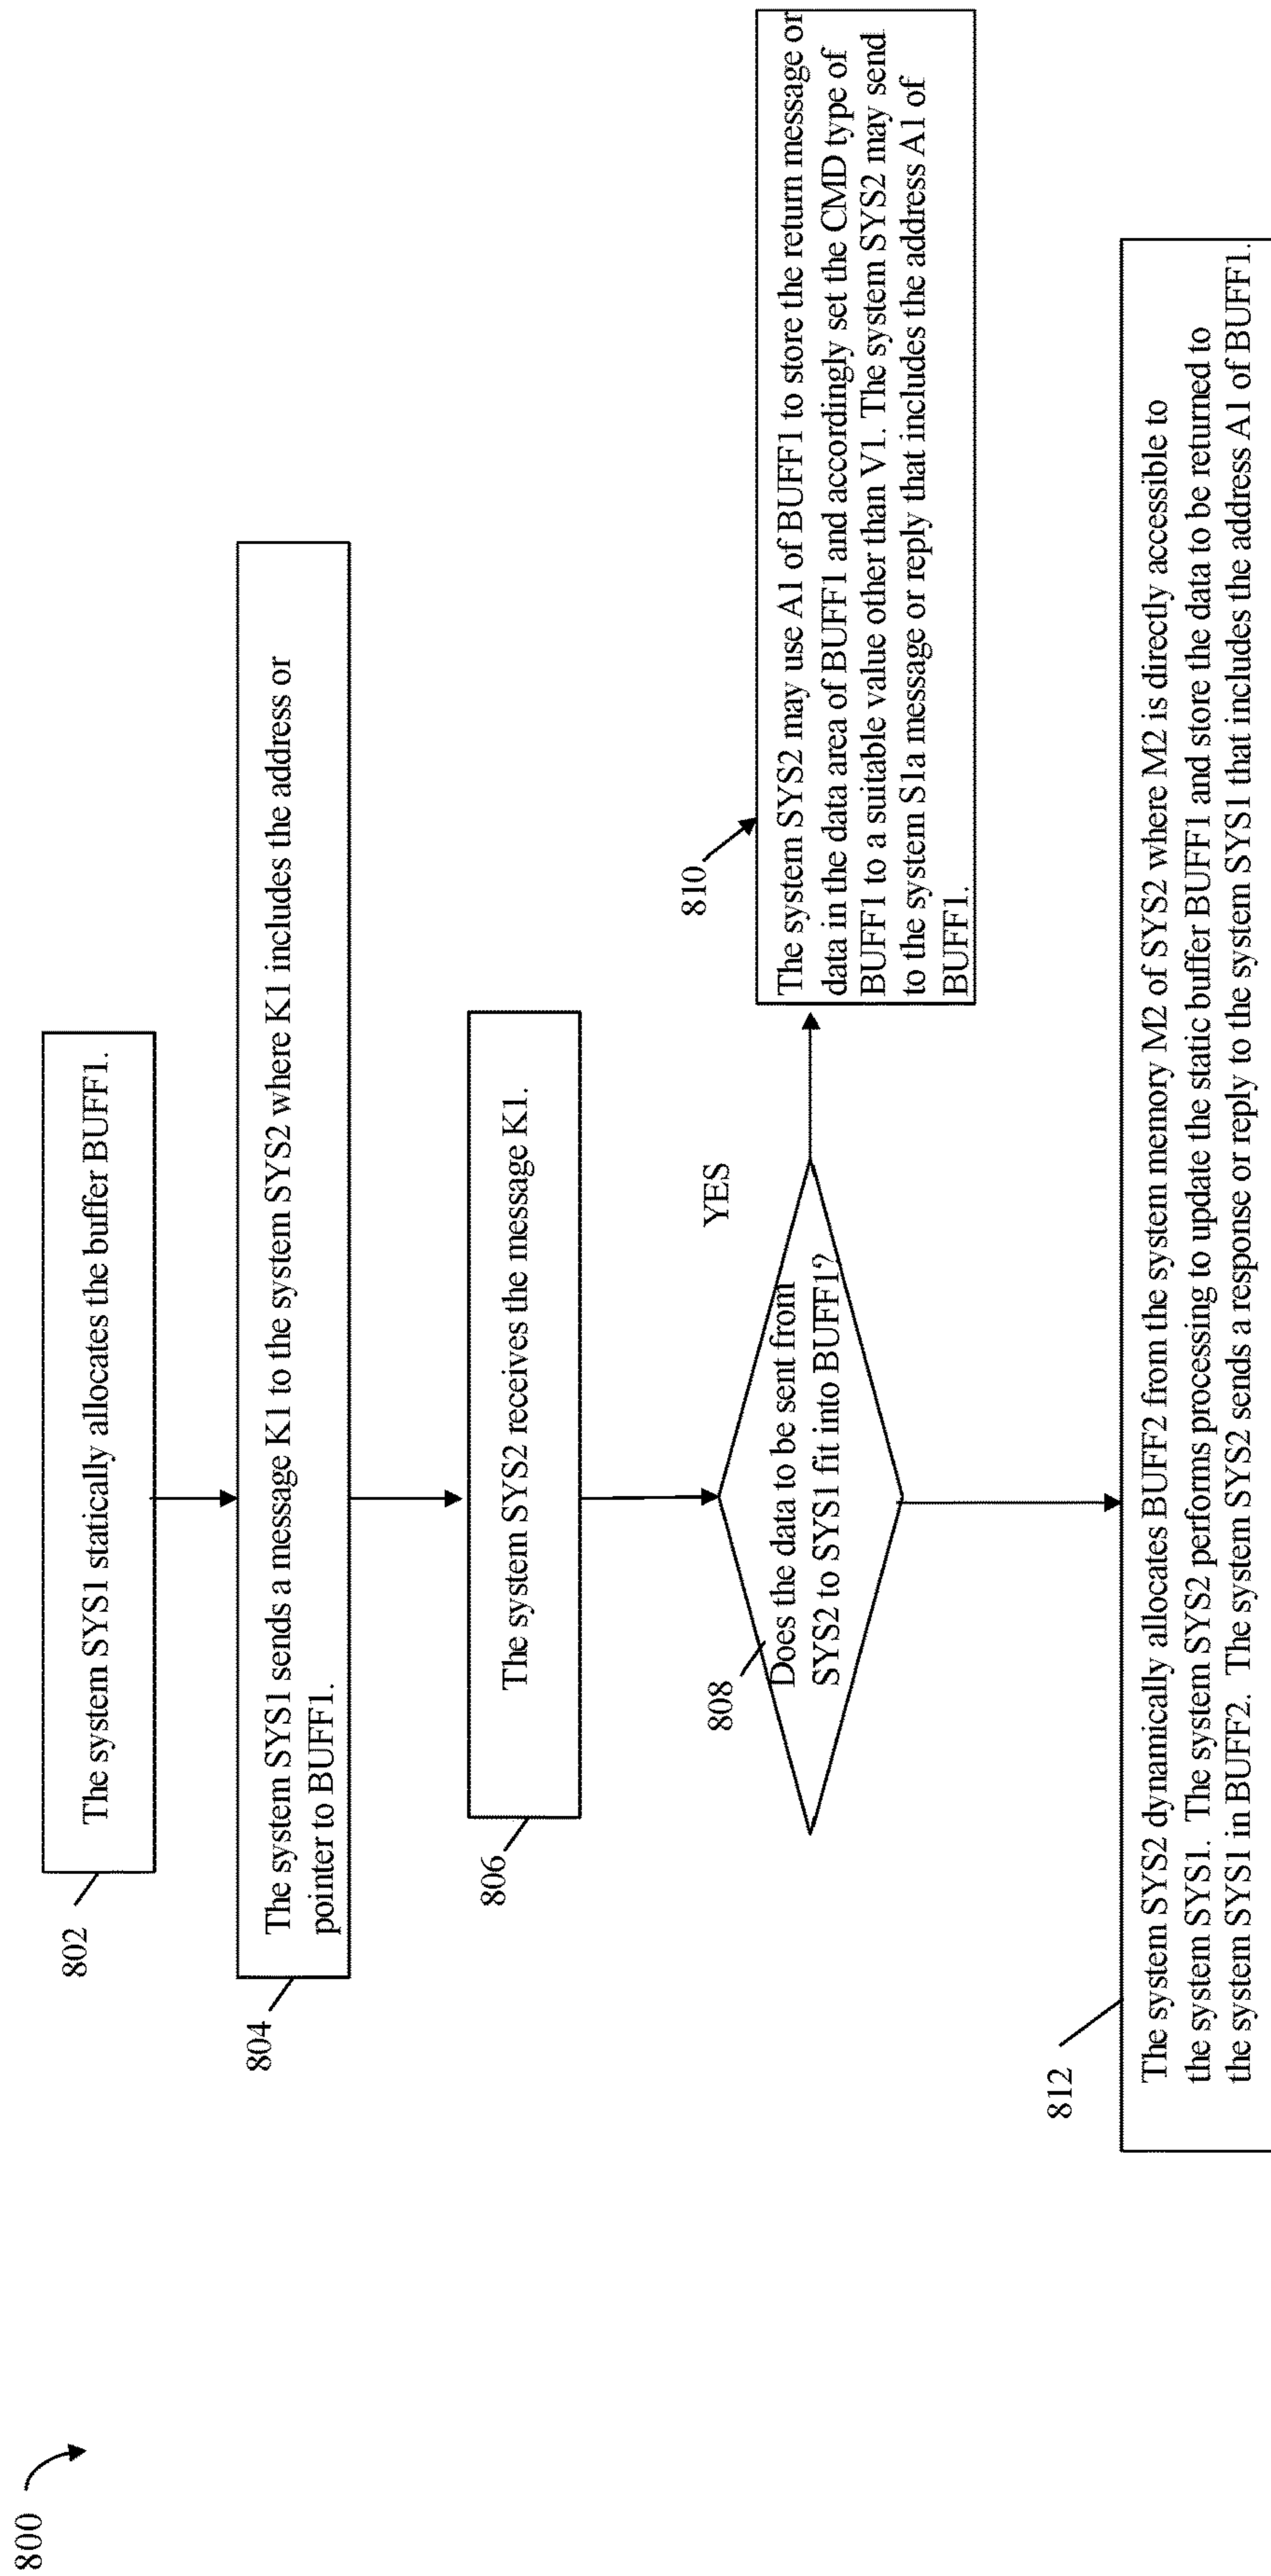 800
802
The system SYS1 statically allocates the buffer BUFF1.
804
The system SYS1 sends a message K1 to the system SYS2 where K1 includes the address or
pointer to BUFF1.
806
The system SYS2 receives the message K1.
808
Does the data to be sent from
SYS2 to SYS1 fit into BUFF1?
YES
810
The system SYS2 may use A1 of BUFF1 to store the return message or
data in the data area of BUFF1 and accordingly set the CMD type of
BUFF1 to a suitable value other than V1. The system SYS2 may send
to the system S1a message or reply that includes the address A1 of
BUFF1.
812
The system SYS2 dynamically allocates BUFF2 from the system memory M2 of SYS2 where M2 is directly accessible to
the system SYS1. The system SYS2 performs processing to update the static buffer BUFF1 and store the data to be returned to
the system SYS1 in BUFF2. The system SYS2 sends a response or reply to the system SYS1 that includes the address A1 of BUFF1.